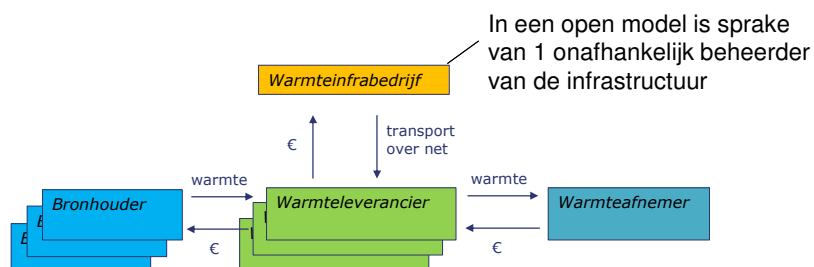 In een open model is sprake
van 1 onafhankelijk beheerder
van de infrastructuur
Warmteinfrabedrijf
€
transport
over net
warmte
warmte
Bronhouder
Warmteleverancier
Warmteafnemer
€
€